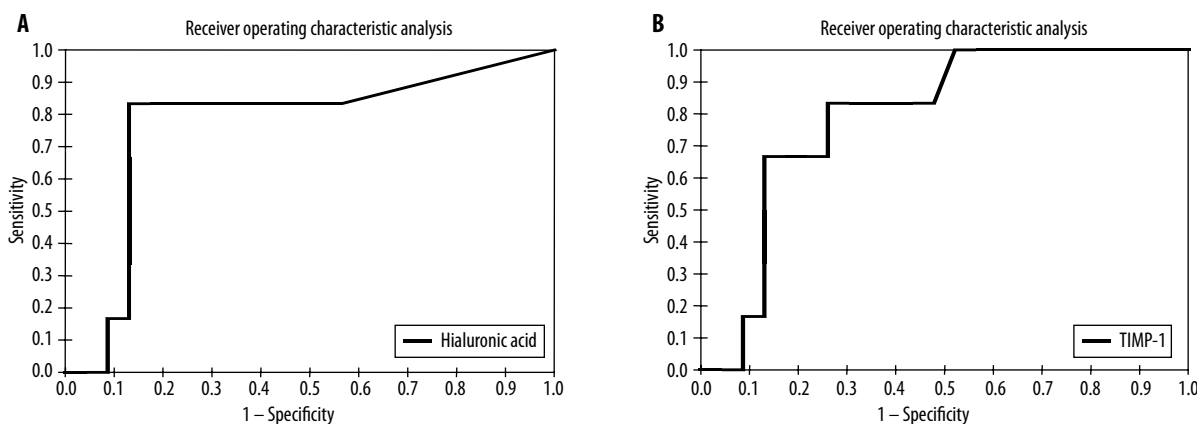 A
Receiver operating characteristic analysis
1.0
0.9
0.8
0.7
0.6
0.5
0.4
0.3
0.2
0.1
0.0
Sensitivity
Hialuronic acid
0.0 0.1 0.2 0.3 0.4 0.5 0.6 0.7 0.8 0.9 1.0
1 – Specificity
B
Receiver operating characteristic analysis
1.0
0.9
0.8
0.7
0.6
0.5
0.4
0.3
0.2
0.1
0.0
Sensitivity
TIMP-1
0.0 0.1 0.2 0.3 0.4 0.5 0.6 0.7 0.8 0.9 1.0
1 – Specificity